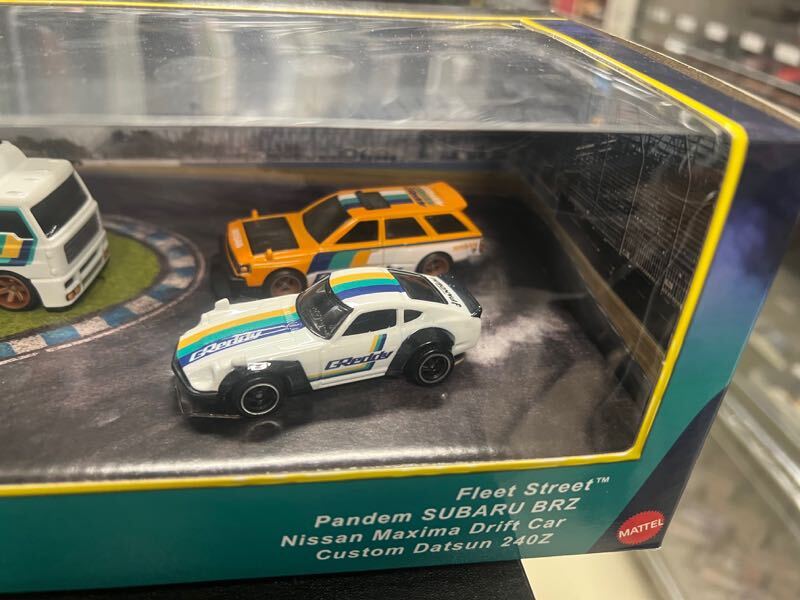 GReddy
GReddy
Fleet Street™
Pandem SUBARU BRZ
Nissan Maxima Drift Car
Custom Datsun 240Z
MATTEL